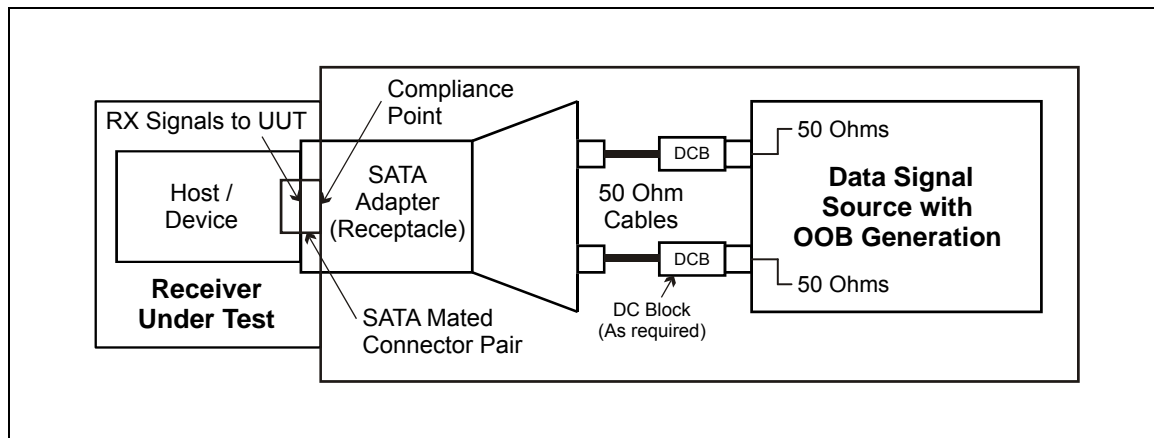 RX Signals to UUT
Compliance
Point
Host /
Device
SATA
Adapter
(Receptacle)
Receiver
Under Test
SATA Mated
Connector Pair
50 Ohm
Cables
DCB
DCB
DC Block
(As required)
50 Ohms
Data Signal
Source with
OOB Generation
50 Ohms